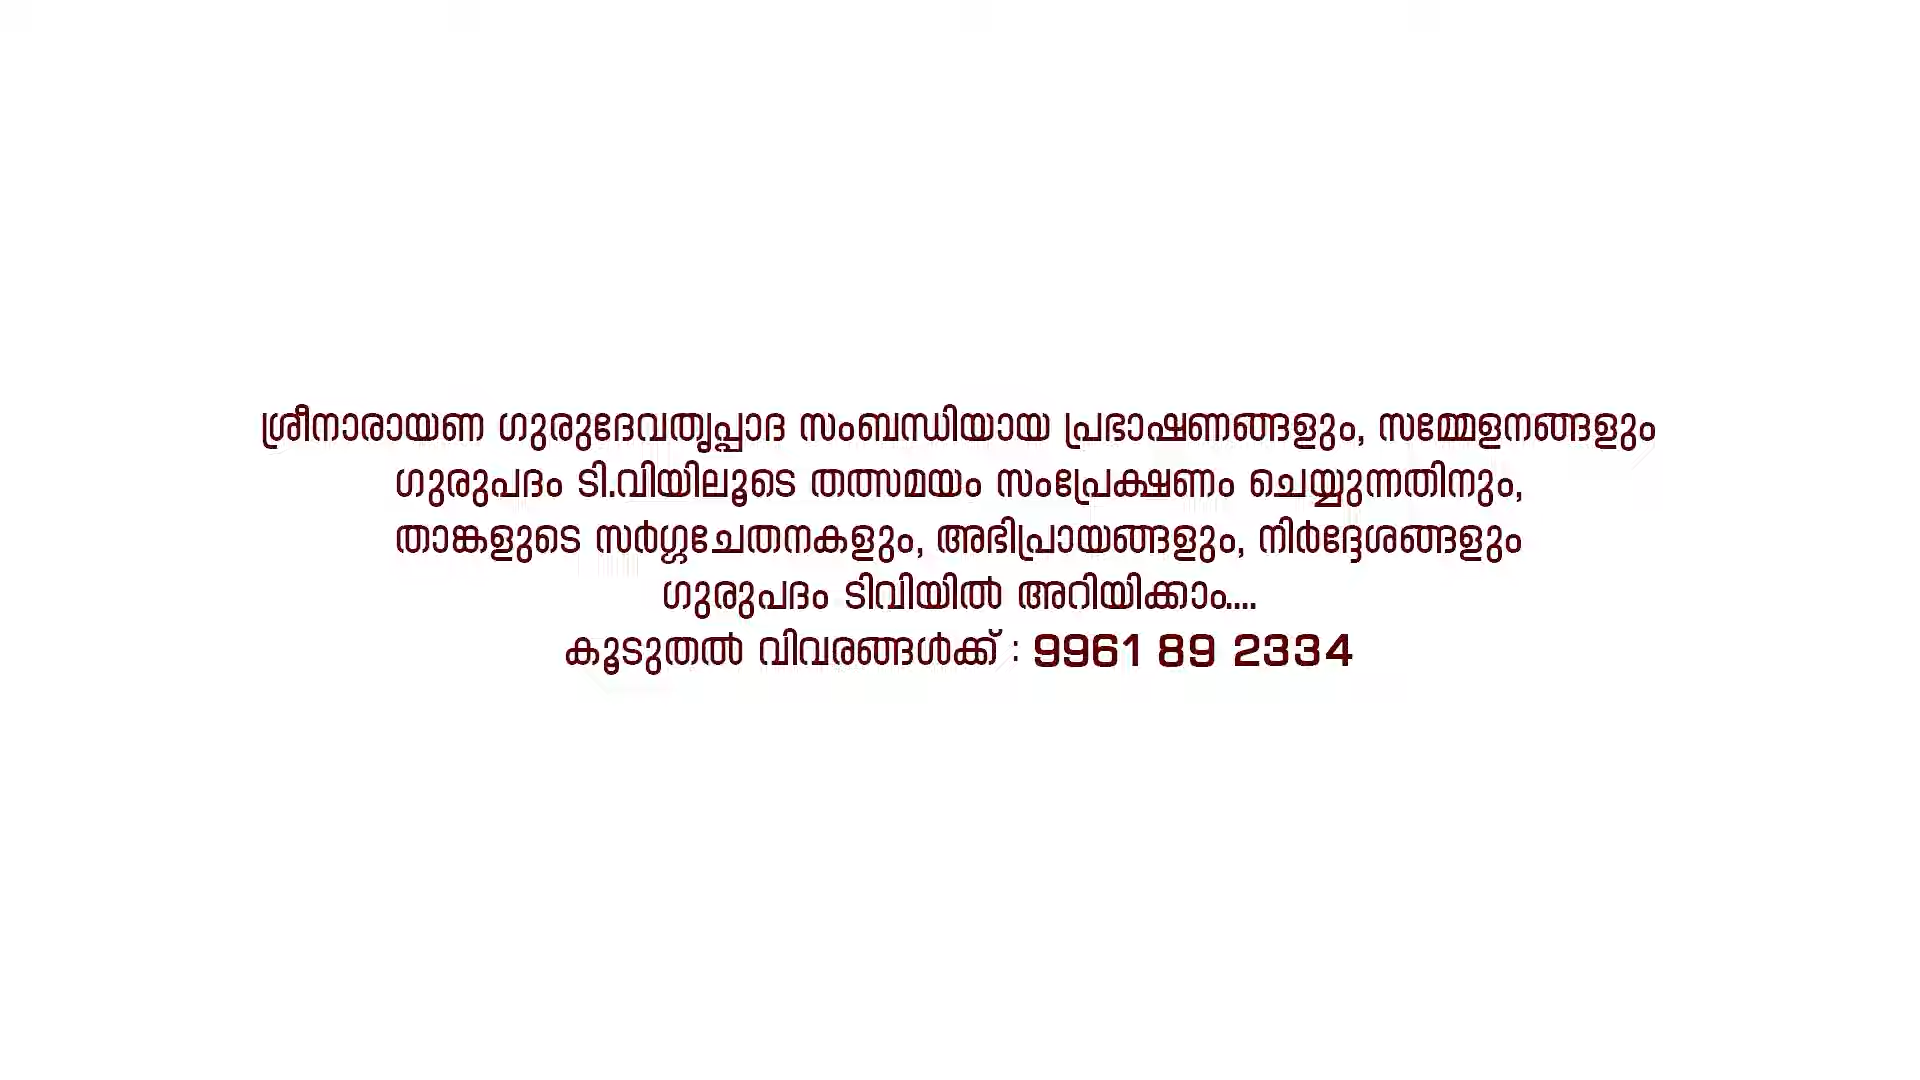 ശ്രീനാരായണ ഗുരുദേവതൃപ്പാദ സംബന്ധിയായ പ്രഭാഷണങ്ങളും, സമ്മേളനങ്ങളും
ഗുരുപദം ടി.വിയിലൂടെ തത്സമയം സംപ്രേക്ഷണം ചെയ്യുന്നതിനും,
താങ്കളുടെ സർഗ്ഗചേതനകളും, അഭിപ്രായങ്ങളും, നിർദ്ദേശങ്ങളും
ഗുരുപദം ടിവിയിൽ അറിയിക്കാം....
കൂടുതൽ വിവരങ്ങൾക്ക് : 9961 89 2334